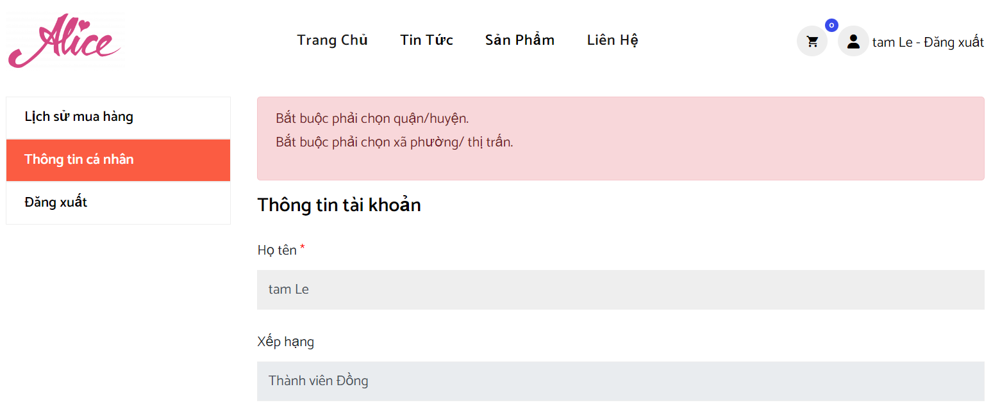 Alice
Trang Chủ Tin Tức Sản Phẩm Liên Hệ
0
tam Le - Đăng xuất
Lịch sử mua hàng
Thông tin cá nhân
Đăng xuất
Bắt buộc phải chọn quận/huyện.
Bắt buộc phải chọn xã phường/ thị trấn.
Thông tin tài khoản
Họ tên *
tam Le
Xếp hạng
Thành viên Đồng